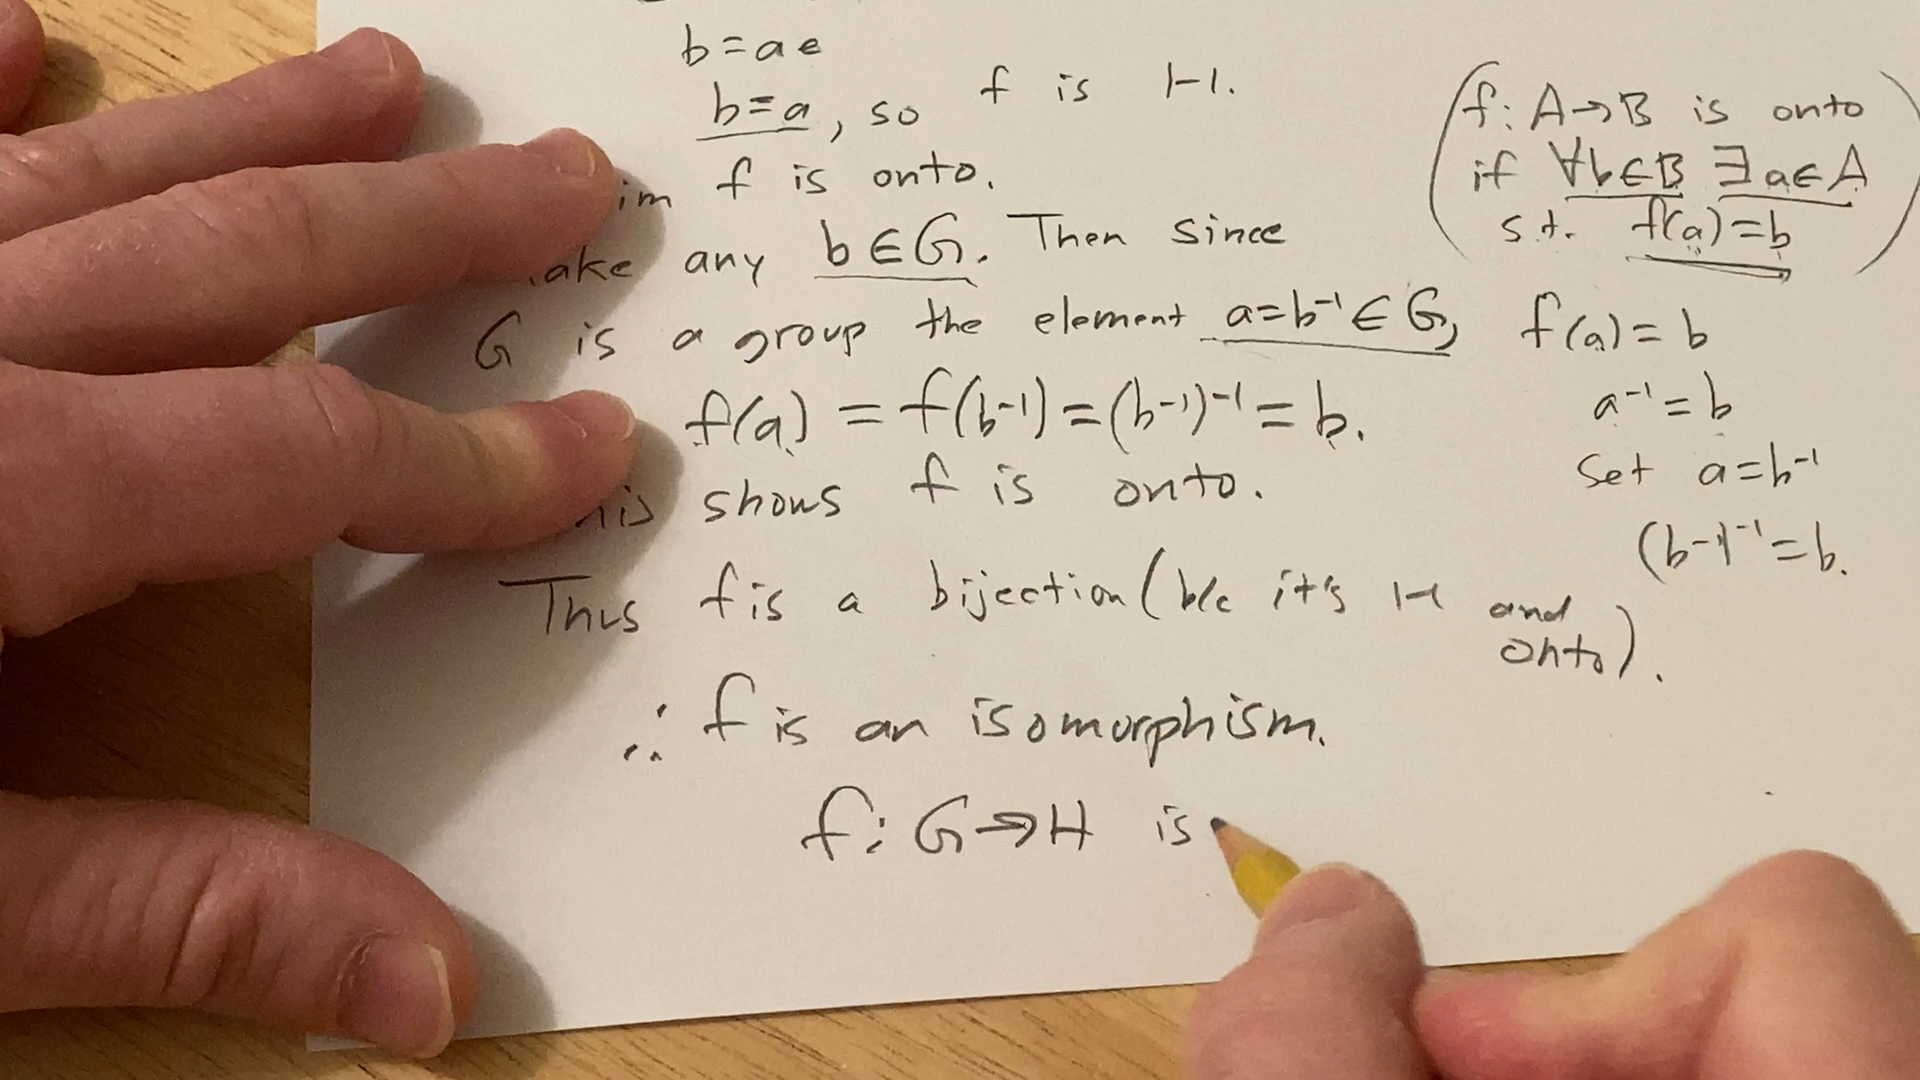 b=ae
b=a, so f is 1-1.
f is onto.
any b∈G. Then since
G is a group the element a=b⁻¹∈G,
f(a) = f(b⁻¹) = (b⁻¹)⁻¹ = b.
shows f is onto.
Thus f is a bijection (b/c it's 1-1 and
onto).
∴ f is an isomorphism.
f: G→H is
(f: A→B is onto
if ∀b∈B ∃a∈A
s.t. f(a)=b)
f(a) = b
a⁻¹ = b
Set a=b⁻¹
(b⁻¹)⁻¹ = b.